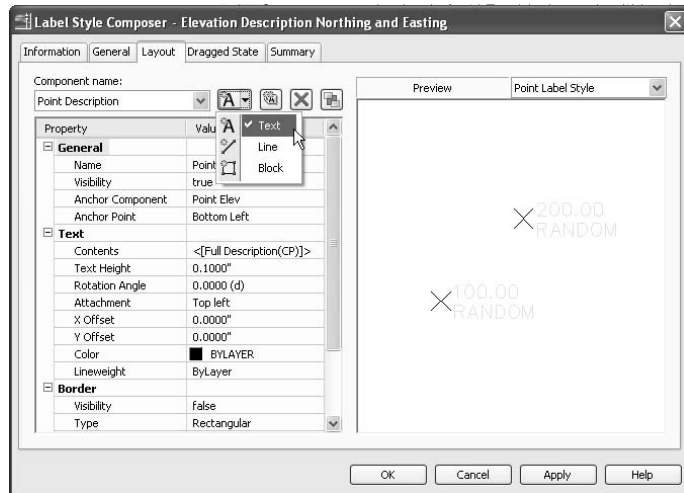 Label Style Composer - Elevation Description Northing and Easting
Information General Layout Dragged State Summary
Component name:
Point Description
Preview Point Label Style
Text
Line
Block
Property Valu
General
Name Point
Visibility true
Anchor Component Point Elev
Anchor Point Bottom Left
Text
Contents <[Full Description(CP)]>
Text Height 0.1000"
Rotation Angle 0.0000 (d)
Attachment Top left
X Offset 0.0000"
Y Offset 0.0000"
Color BYLAYER
Lineweight ByLayer
Border
Visibility false
Type Rectangular
200.00
RANDOM
100.00
RANDOM
OK Cancel Apply Help